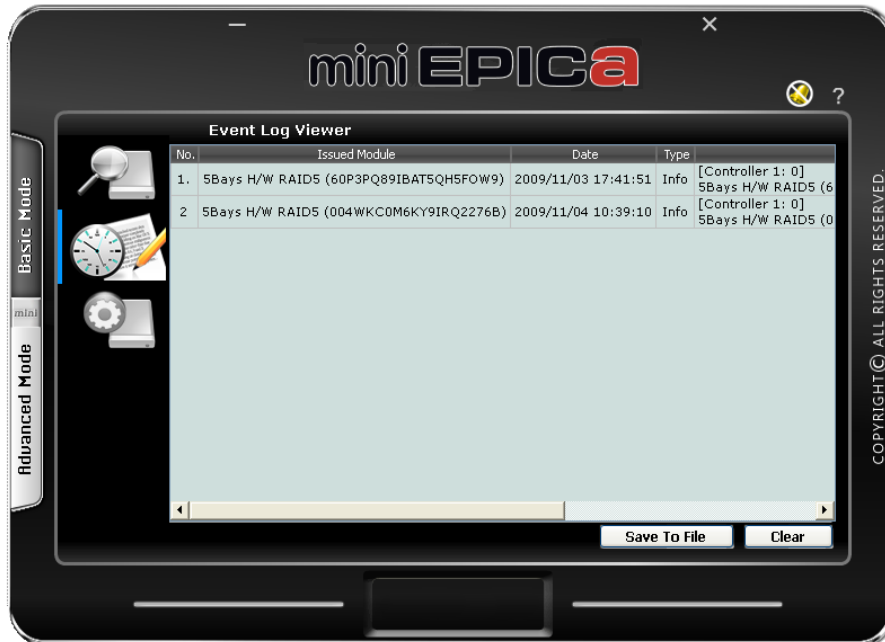 mini EPICa
?
Event Log Viewer
No. Issued Module Date Type
1. 5Bays H/W RAID5 (60P3PQ89IBAT5QH5FOW9) 2009/11/03 17:41:51 Info [Controller 1: 0]
5Bays H/W RAID5 (6
2 5Bays H/W RAID5 (004WKC0M6KY9IRQ2276B) 2009/11/04 10:39:10 Info [Controller 1: 0]
5Bays H/W RAID5 (0
Basic Mode
mini
Advanced Mode
Save To File Clear
COPYRIGHT© ALL RIGHTS RESERVED.